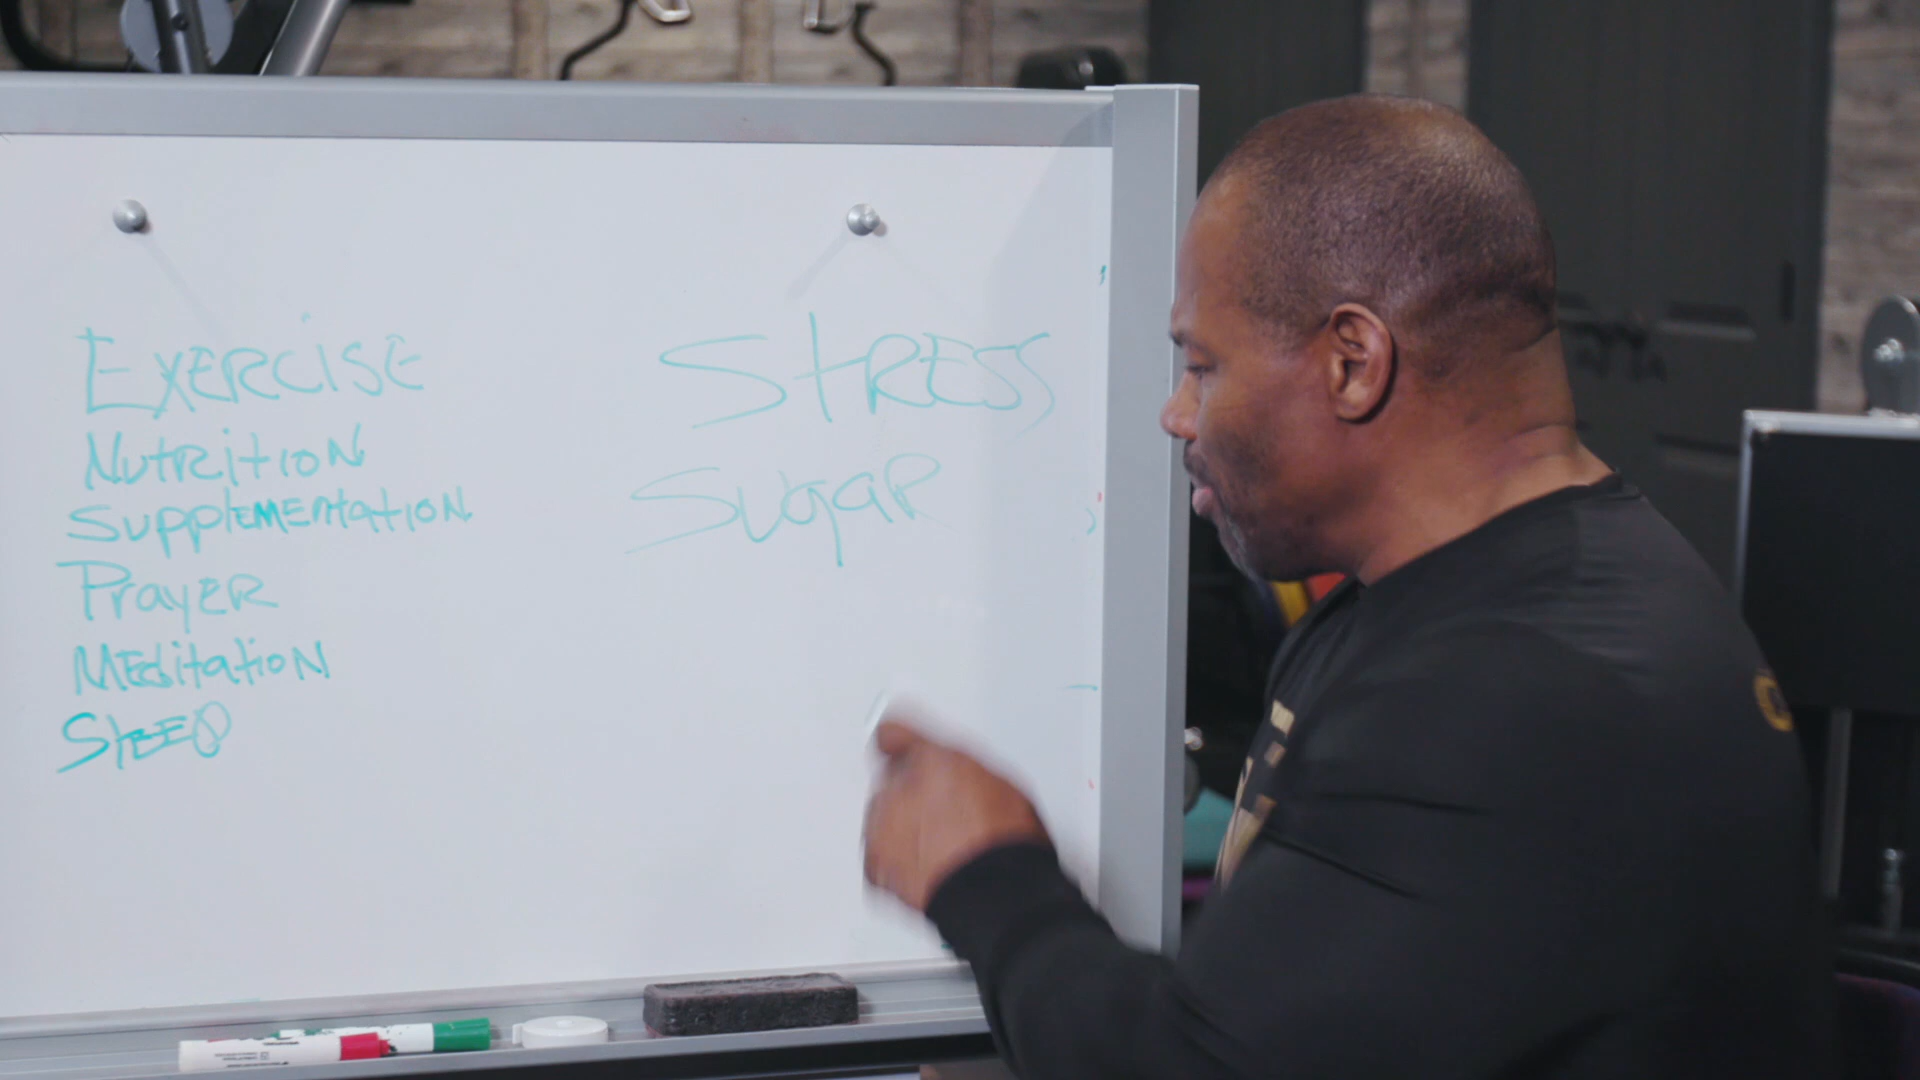 EXERCISE
NutRitioN
SupplEMEntatioN
PrayER
MEditatioN
SlEEP
StRESS
SugaR